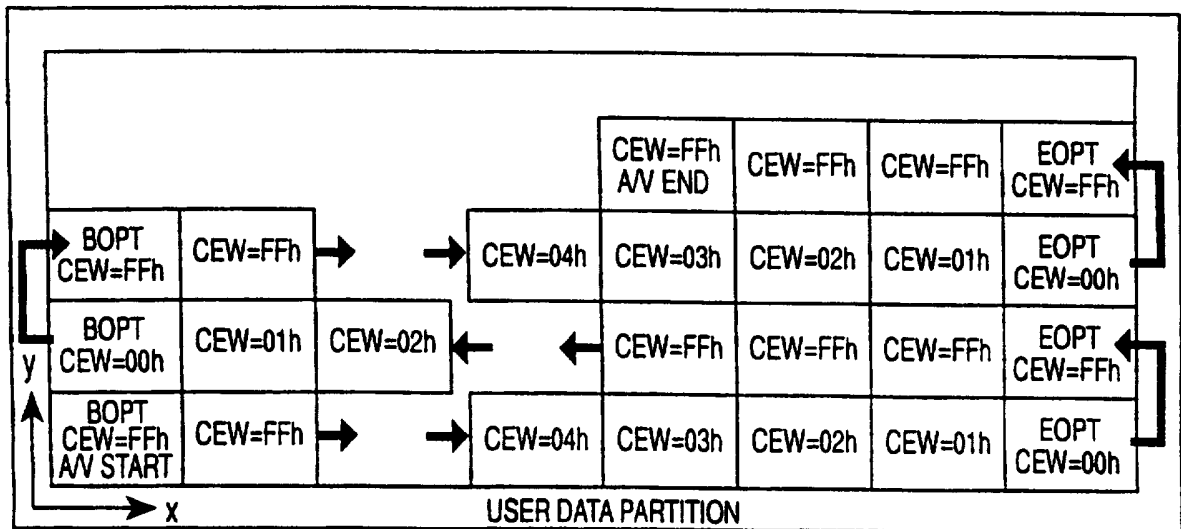 CEW=FFh
A/V END
CEW=FFh
CEW=FFh
EOPT
CEW=FFh
BOPT
CEW=FFh
CEW=FFh
CEW=04h
CEW=03h
CEW=02h
CEW=01h
EOPT
CEW=00h
BOPT
CEW=00h
CEW=01h
CEW=02h
CEW=FFh
CEW=FFh
CEW=FFh
EOPT
CEW=FFh
y
BOPT
CEW=FFh
A/V START
CEW=FFh
CEW=04h
CEW=03h
CEW=02h
CEW=01h
EOPT
CEW=00h
x
USER DATA PARTITION